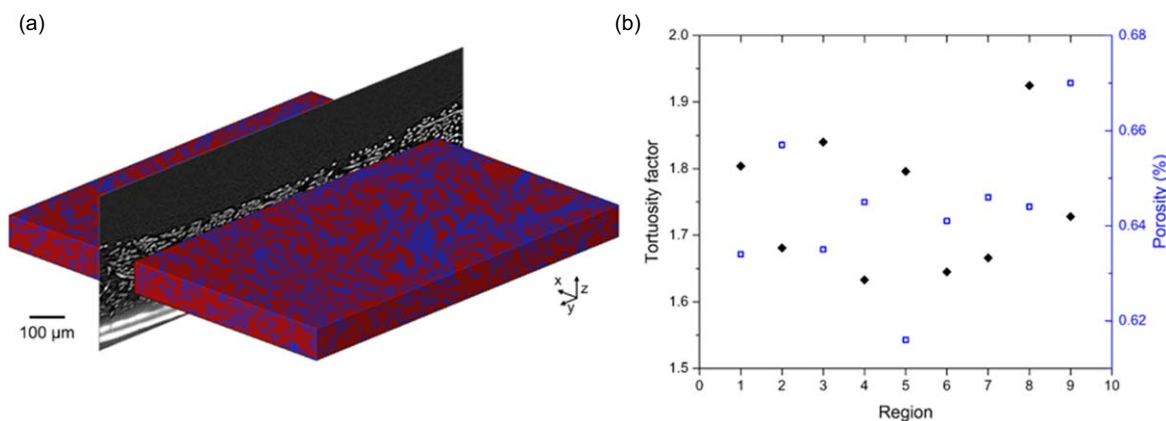 (a)
100 µm
x
z
y
(b)
2.0
1.9
1.8
1.7
1.6
1.5
Tortuosity factor
0.68
0.66
0.64
0.62
Porosity (%)
0 1 2 3 4 5 6 7 8 9 10
Region